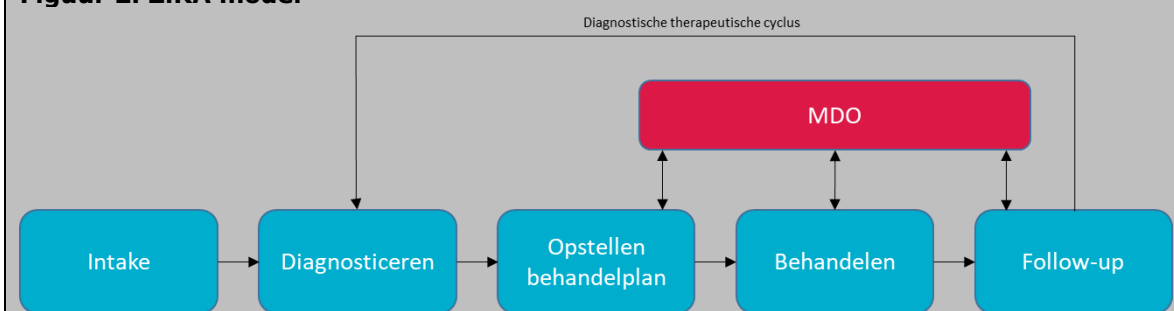 Diagnostische therapeutische cyclus
MDO
Intake
Diagnosticeren
Opstellen
behandelplan
Behandelen
Follow-up